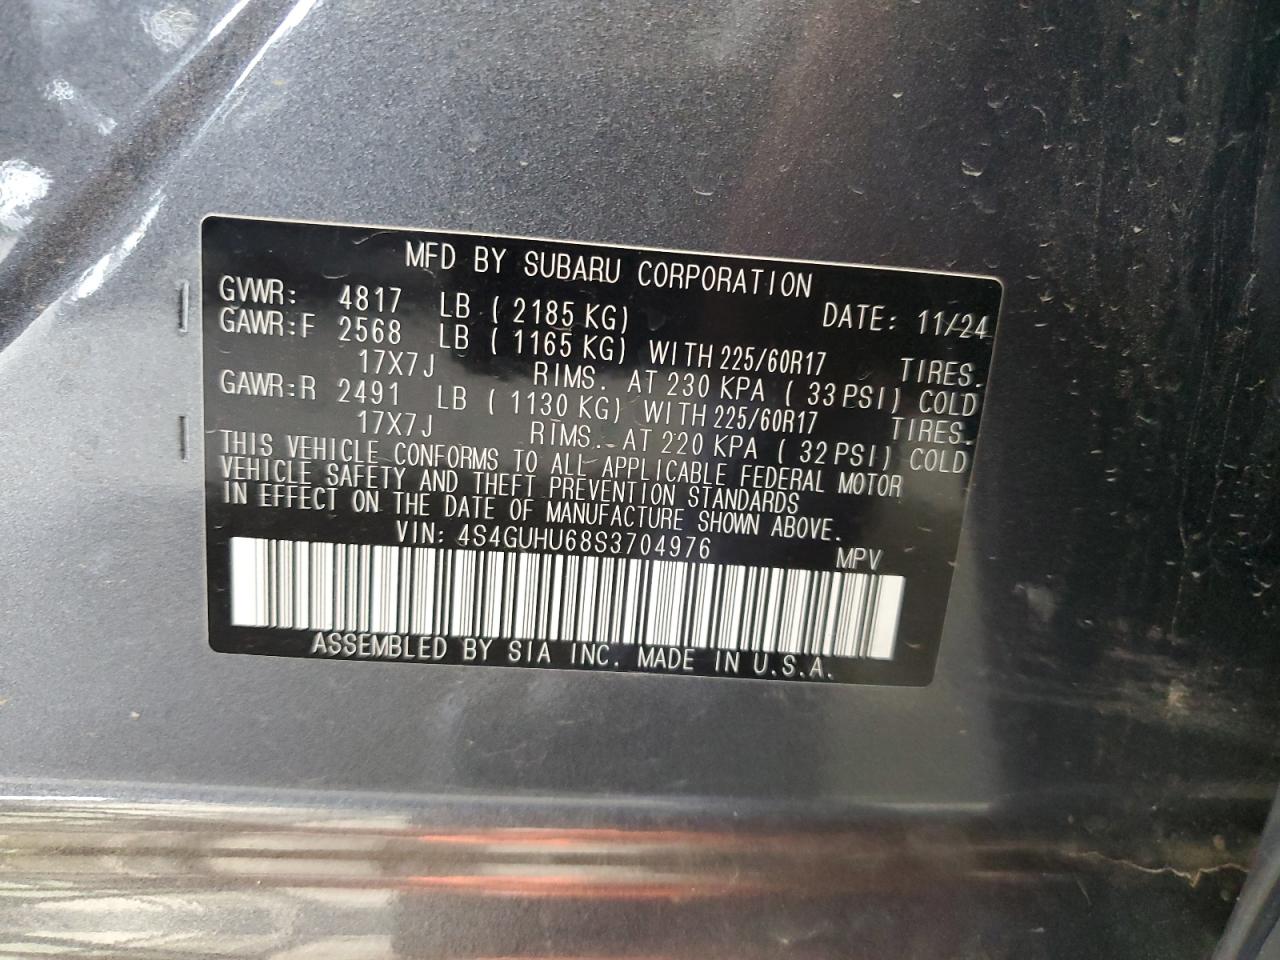 MFD BY SUBARU CORPORATION
DATE: 11/24
GVWR: 4817 LB ( 2185 KG)
GAWR:F 2568 LB ( 1165 KG) WITH 225/60R17 TIRES.
17X7J RIMS. AT 230 KPA ( 33 PSI) COLD
GAWR:R 2491 LB ( 1130 KG) WITH 225/60R17 TIRES.
17X7J RIMS. AT 220 KPA ( 32 PSI) COLD
THIS VEHICLE CONFORMS TO ALL APPLICABLE FEDERAL MOTOR
VEHICLE SAFETY AND THEFT PREVENTION STANDARDS
IN EFFECT ON THE DATE OF MANUFACTURE SHOWN ABOVE.
VIN: 4S4GUHU68S3704976 MPV
ASSEMBLED BY SIA INC. MADE IN U.S.A.